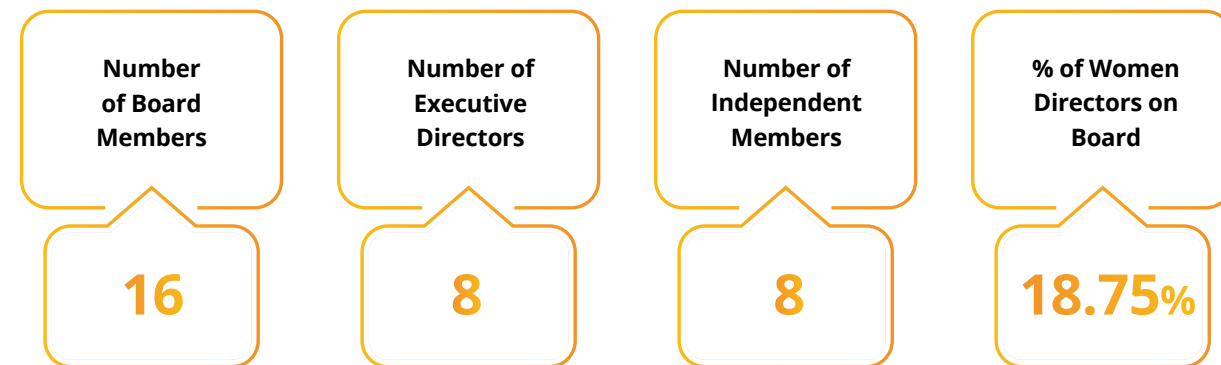 Number
of Board
Members
16
Number of
Executive
Directors
8
Number of
Independent
Members
8
% of Women
Directors on
Board
18.75%